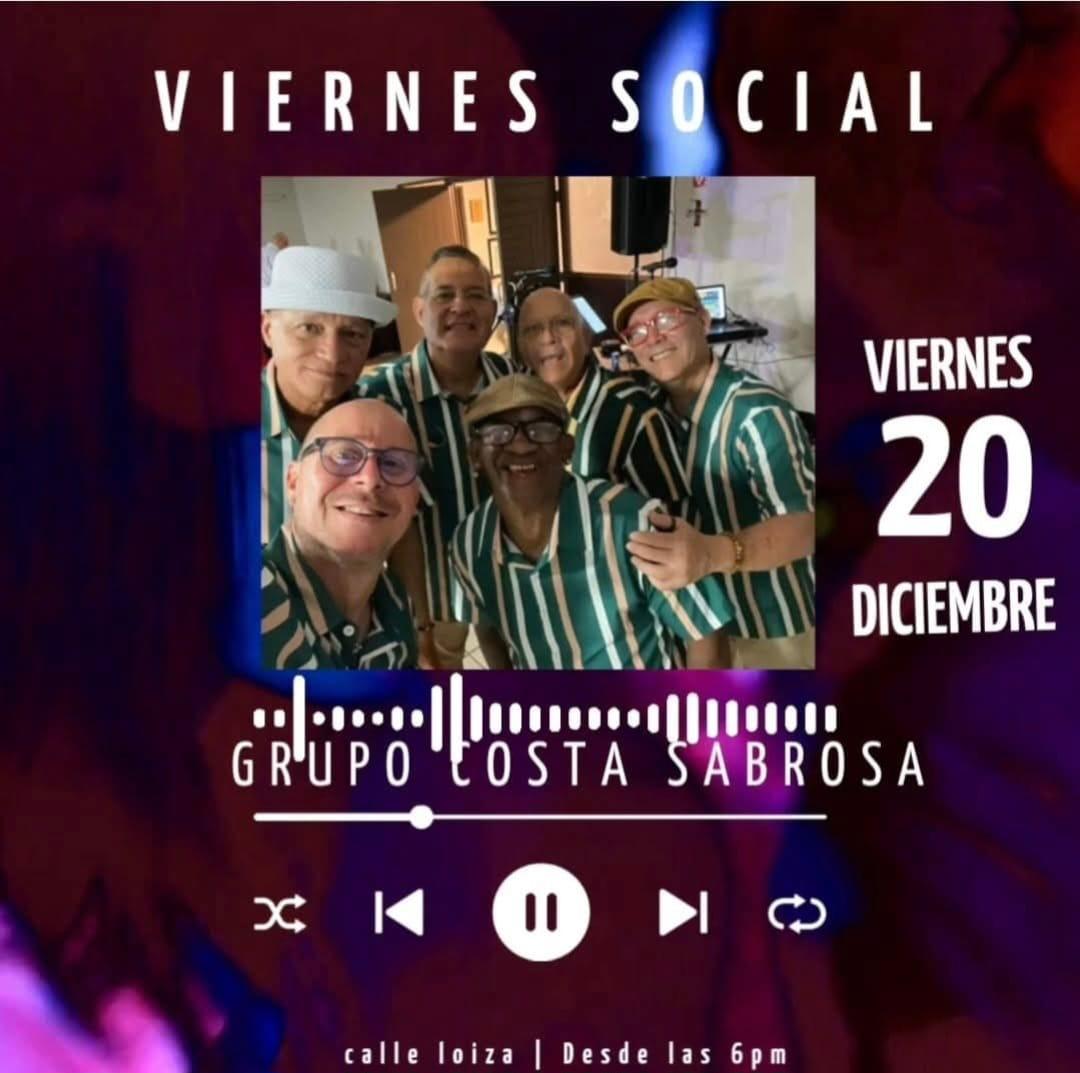 VIERNES SOCIAL
VIERNES
20
DICIEMBRE
GRUPO COSTA SABROSA
calle loiza | Desde las 6pm